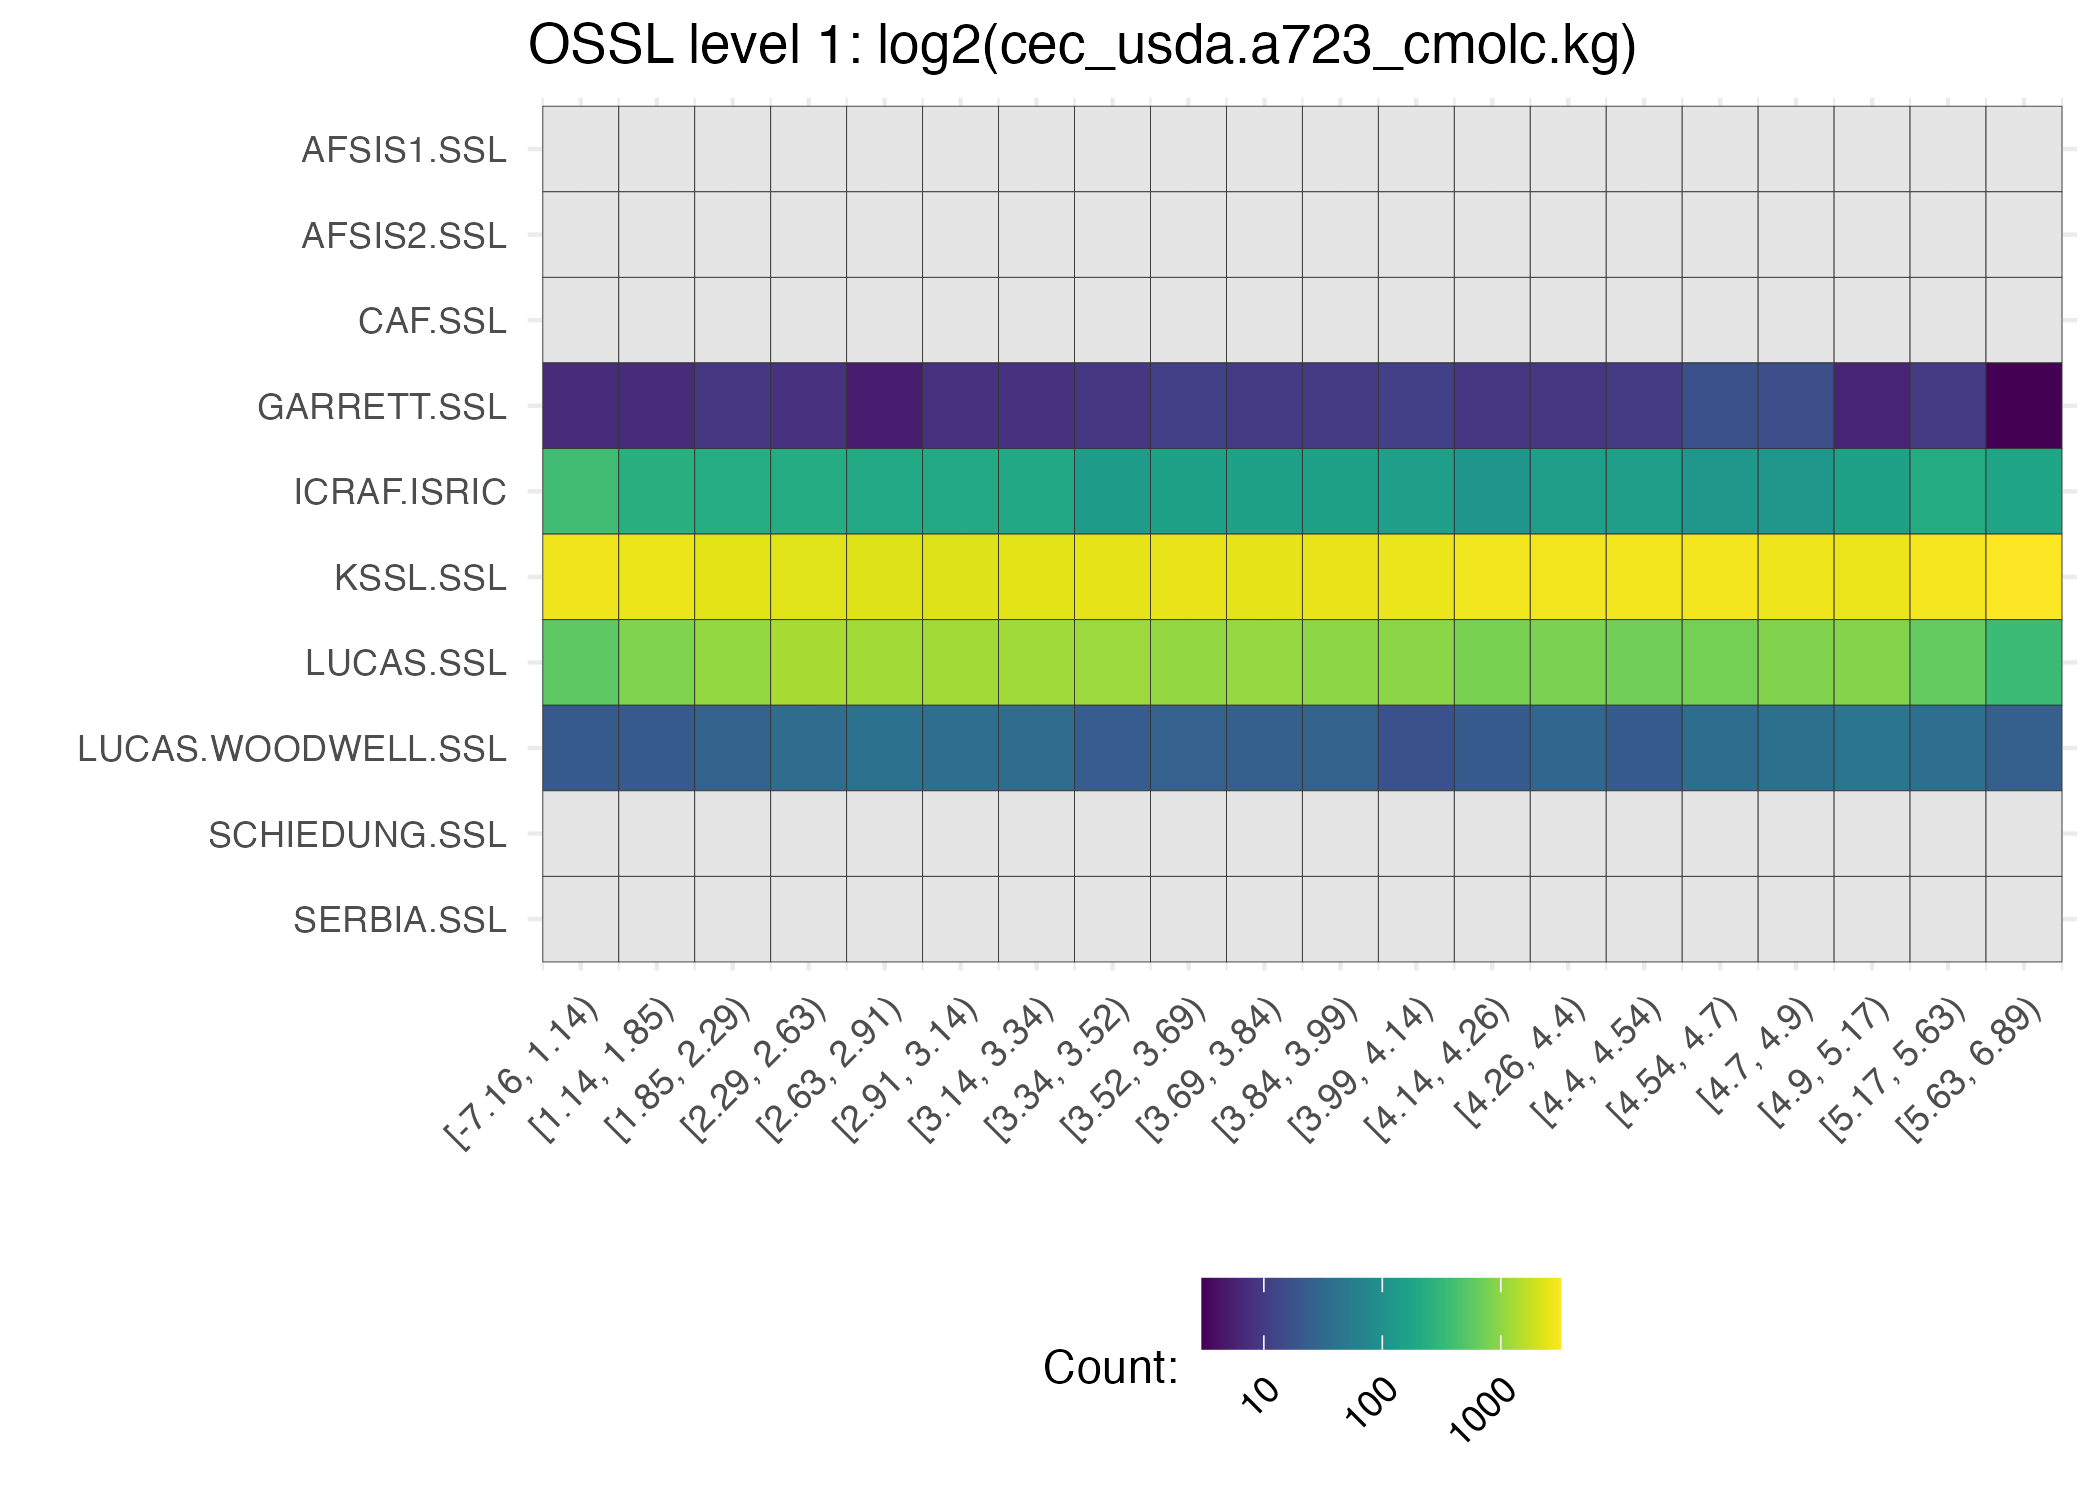 OSSL level 1: log2(cec_usda.a723_cmolc.kg)
AFSIS1.SSL
AFSIS2.SSL
CAF.SSL
GARRETT.SSL
ICRAF.ISRIC
KSSL.SSL
LUCAS.SSL
LUCAS.WOODWELL.SSL
SCHIEDUNG.SSL
SERBIA.SSL
[-7.16, 1.14)
[1.14, 1.85)
[1.85, 2.29)
[2.29, 2.63)
[2.63, 2.91)
[2.91, 3.14)
[3.14, 3.34)
[3.34, 3.52)
[3.52, 3.69)
[3.69, 3.84)
[3.84, 3.99)
[3.99, 4.14)
[4.14, 4.26)
[4.26, 4.4)
[4.4, 4.54)
[4.54, 4.7)
[4.7, 4.9)
[4.9, 5.17)
[5.17, 5.63)
[5.63, 6.89)
Count:
10
100
1000